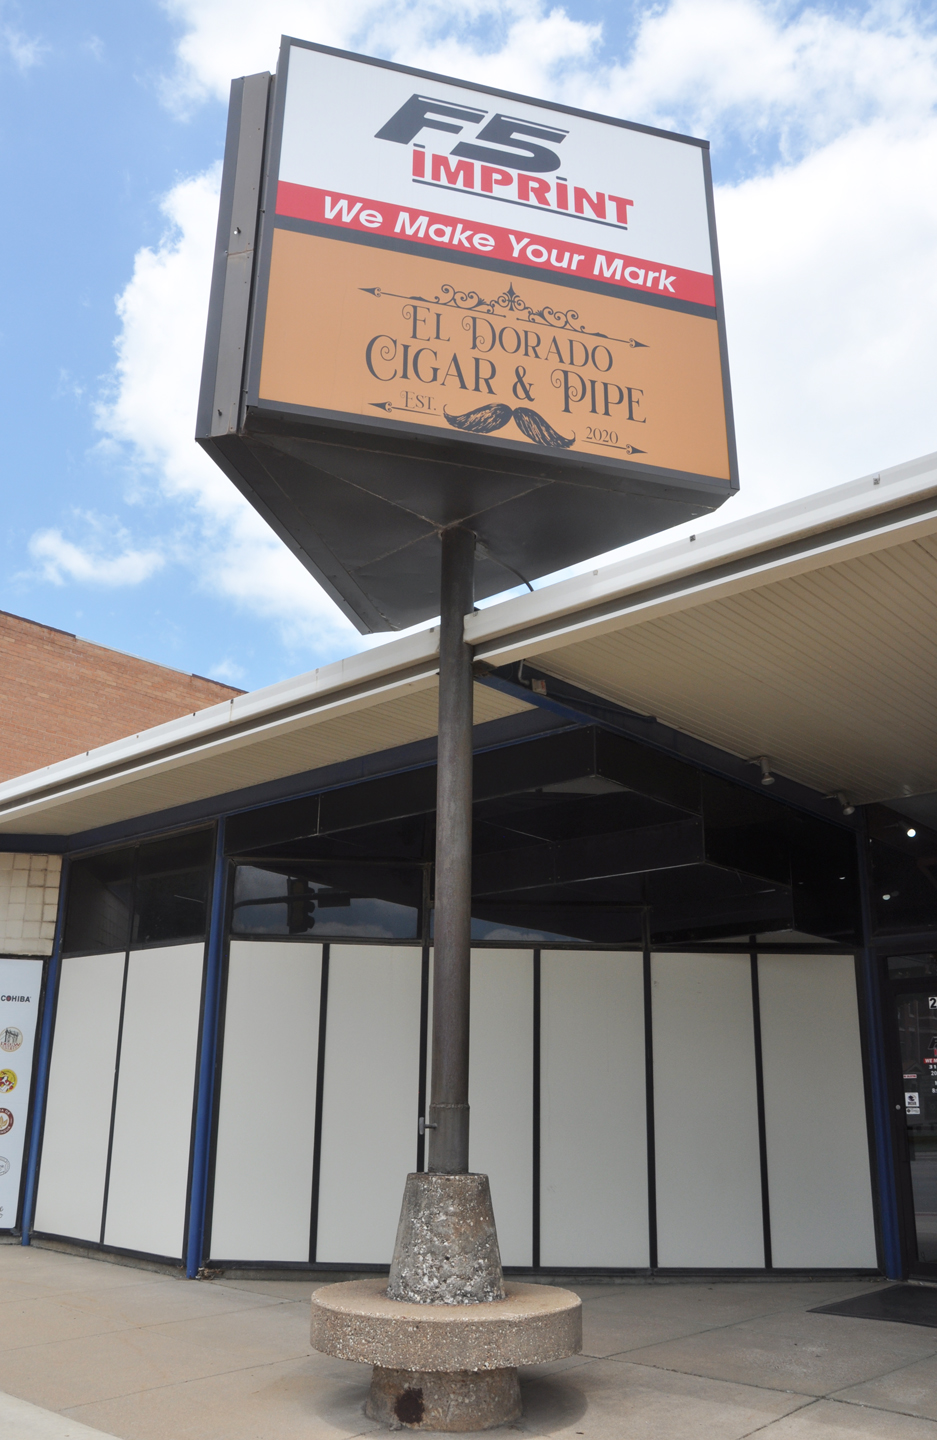 F5
iMPRiNT
We Make Your Mark
EL DORADO
CIGAR & PIPE
EST.
2020
COHIBA